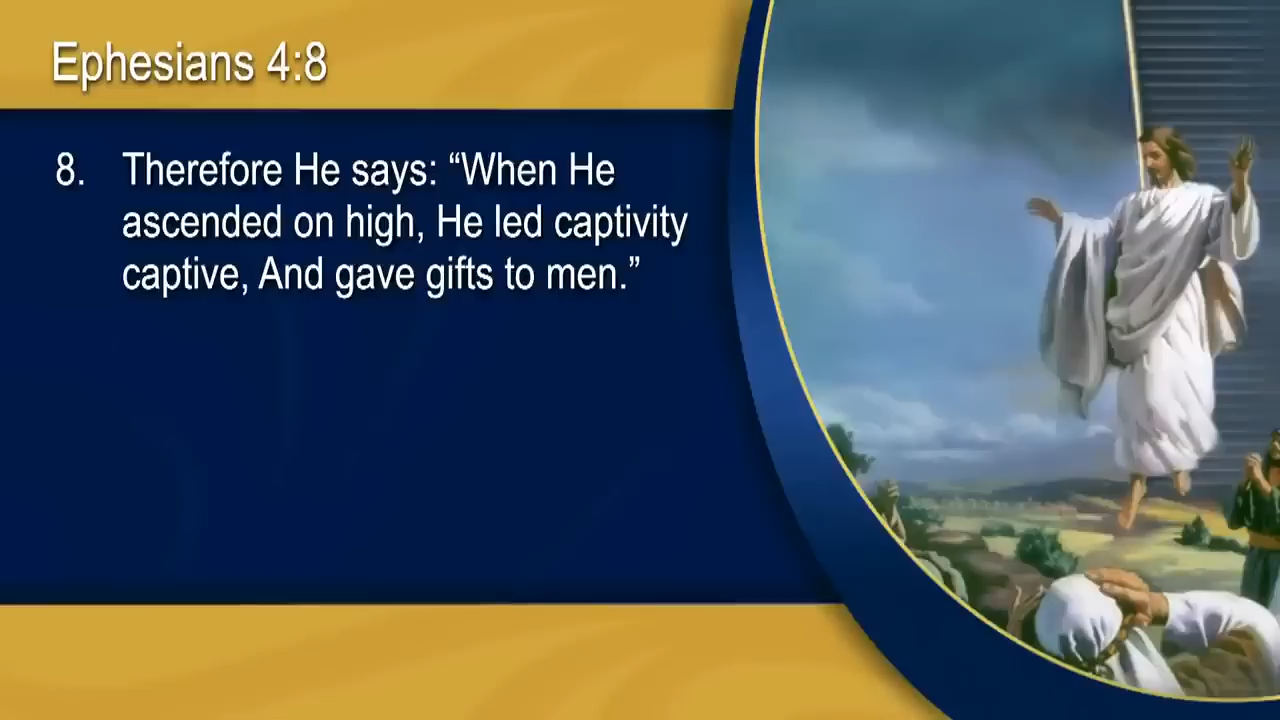 Ephesians 4:8
8. Therefore He says: “When He
ascended on high, He led captivity
captive, And gave gifts to men.”